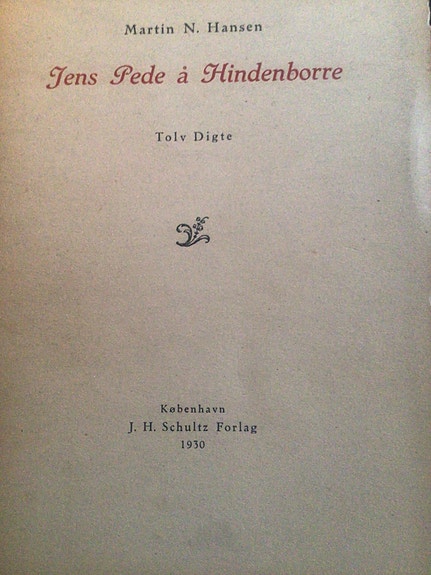 Martin N. Hansen
Jens Pede å Hindenborre
Tolv Digte
København
J. H. Schultz Forlag
1930